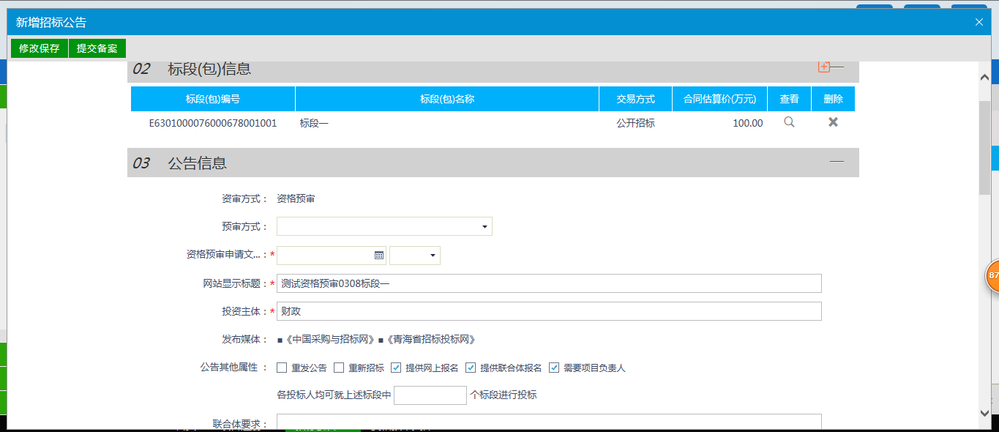 新增招标公告
修改保存 提交备案
02 标段(包)信息
标段(包)编号 标段(包)名称 交易方式 合同估算价(万元) 查看 删除
E6301000076000678001001 标段一 公开招标 100.00
03 公告信息
资审方式： 资格预审
预审方式：
资格预审申请文...：*
网站显示标题：* 测试资格预审0308标段一
投资主体：* 财政
发布媒体： ■《中国采购与招标网》■《青海省招标投标网》
公告其他属性： 重发公告 重新招标 提供网上报名 提供联合体报名 需要项目负责人
各投标人均可就上述标段中 个标段进行投标
联合体要求：
87